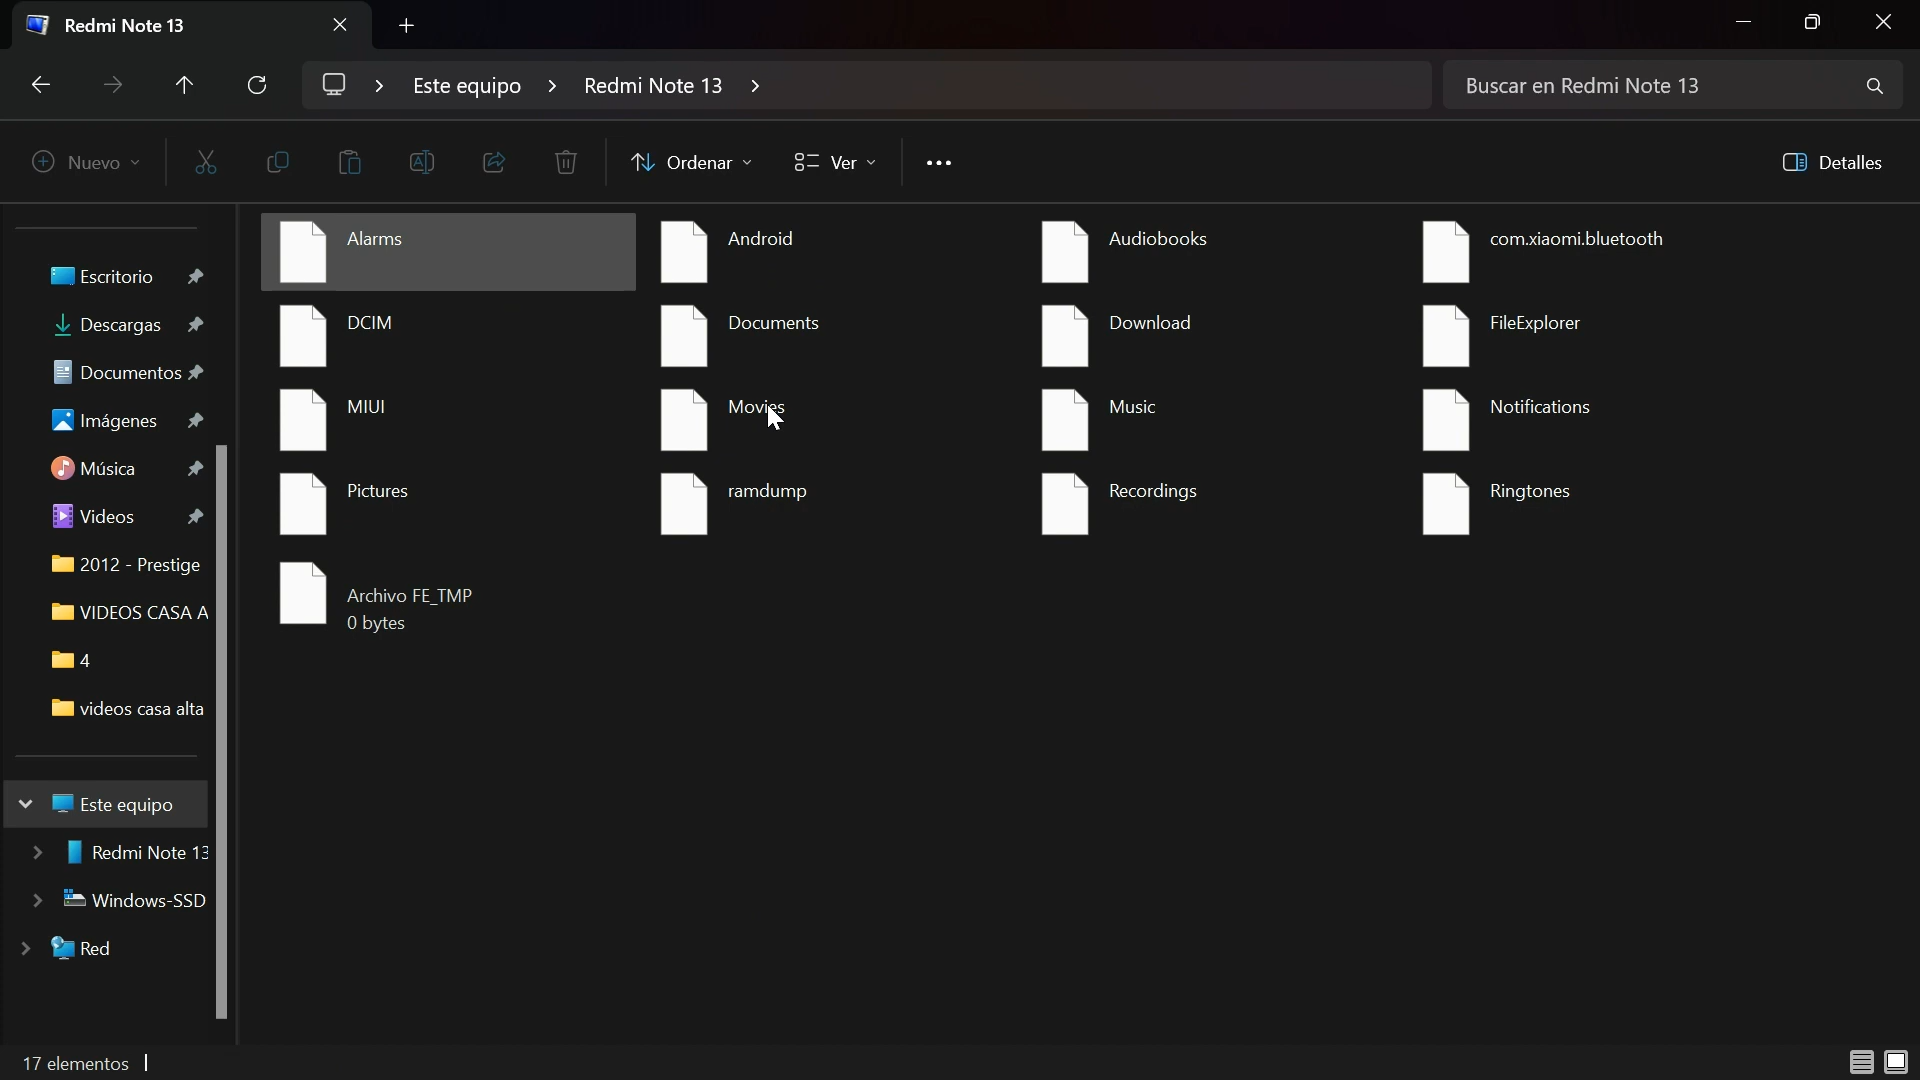 Redmi Note 13
Este equipo > Redmi Note 13 >
Buscar en Redmi Note 13
Nuevo
Ordenar
Ver
Detalles
Escritorio
Descargas
Documentos
Imágenes
Música
Videos
2012 - Prestige
VIDEOS CASA A
4
videos casa alta
Este equipo
Redmi Note 13
Windows-SSD
Red
Alarms
Android
Audiobooks
com.xiaomi.bluetooth
DCIM
Documents
Download
FileExplorer
MIUI
Movies
Music
Notifications
Pictures
ramdump
Recordings
Ringtones
Archivo FE_TMP
0 bytes
17 elementos